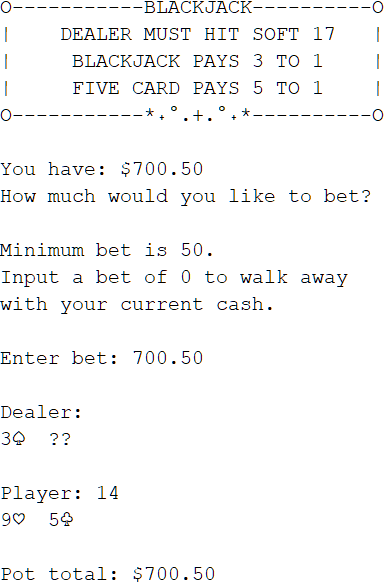 O-----------BLACKJACK----------O
|    DEALER MUST HIT SOFT 17   |
|     BLACKJACK PAYS 3 TO 1    |
|     FIVE CARD PAYS 5 TO 1    |
O-----------*˖°.+.°˖*----------O
You have: $700.50
How much would you like to bet?
Minimum bet is 50.
Input a bet of 0 to walk away
with your current cash.
Enter bet: 700.50
Dealer:
3♤  ??
Player: 14
9♡  5♧
Pot total: $700.50